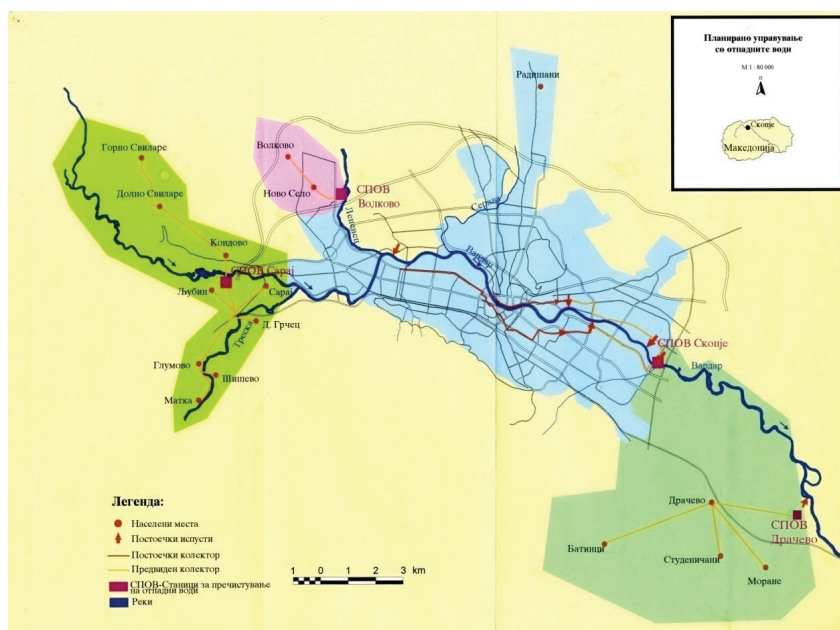 Планирано управување
со отпадните води
М 1 : 80 000
Н
Скопје
Македонија
Радишани
Горно Свиларе
Волково
Долно Свиларе
Ново Село
СПОВ
Волково
Лепенец
Серава
Кондово
Вардар
СПОВ Сарај
Љубин
Сарај
Д. Грчец
Треска
Глумово
Шишево
Матка
СПОВ Скопје
Вардар
Драчево
СПОВ
Драчево
Батинци
Студеничани
Моране
Легенда:
Населени места
Постоечки испусти
Постоечки колектор
Предвиден колектор
СПОВ-Станици за пречистување
на отпадни води
Реки
1 0 1 2 3 km